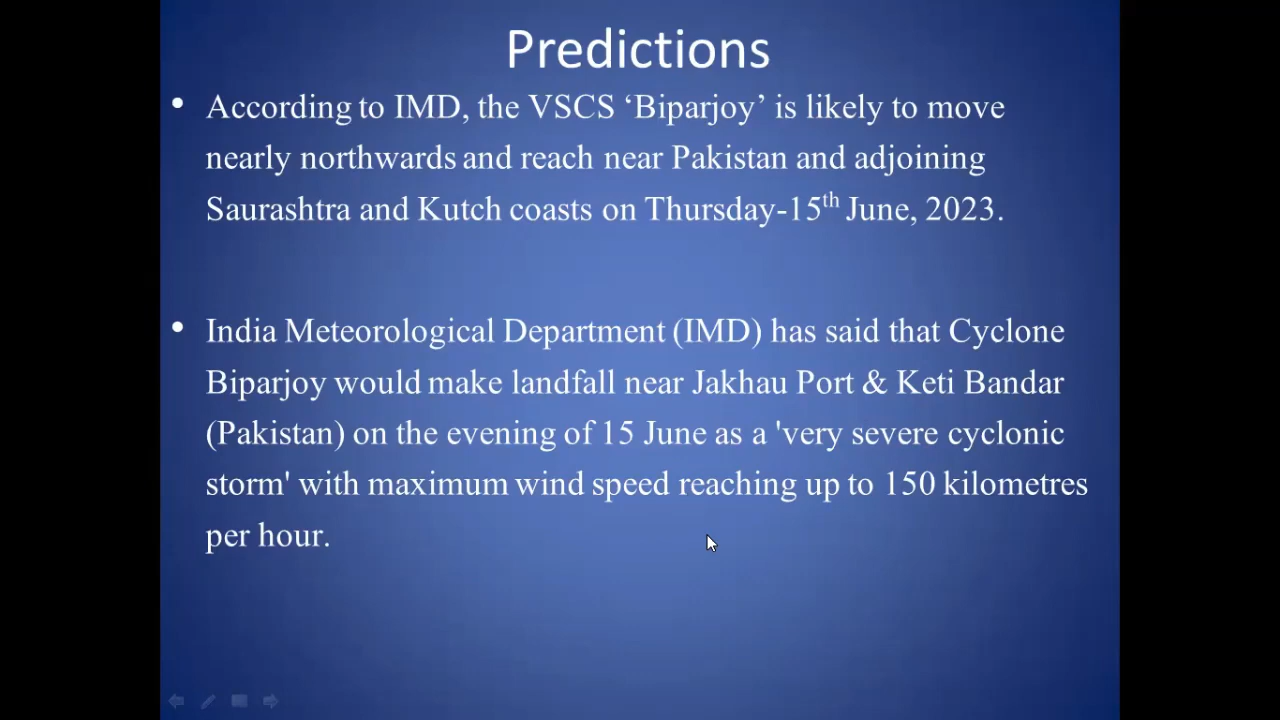 Predictions
• According to IMD, the VSCS ‘Biparjoy’ is likely to move
nearly northwards and reach near Pakistan and adjoining
Saurashtra and Kutch coasts on Thursday-15th June, 2023.
• India Meteorological Department (IMD) has said that Cyclone
Biparjoy would make landfall near Jakhau Port & Keti Bandar
(Pakistan) on the evening of 15 June as a 'very severe cyclonic
storm' with maximum wind speed reaching up to 150 kilometres
per hour.